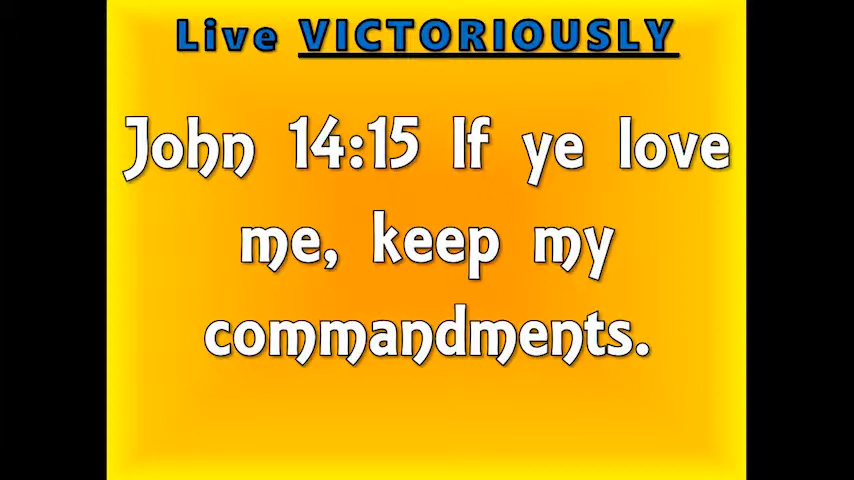 Live VICTORIOUSLY
John 14:15 If ye love
me, keep my
commandments.